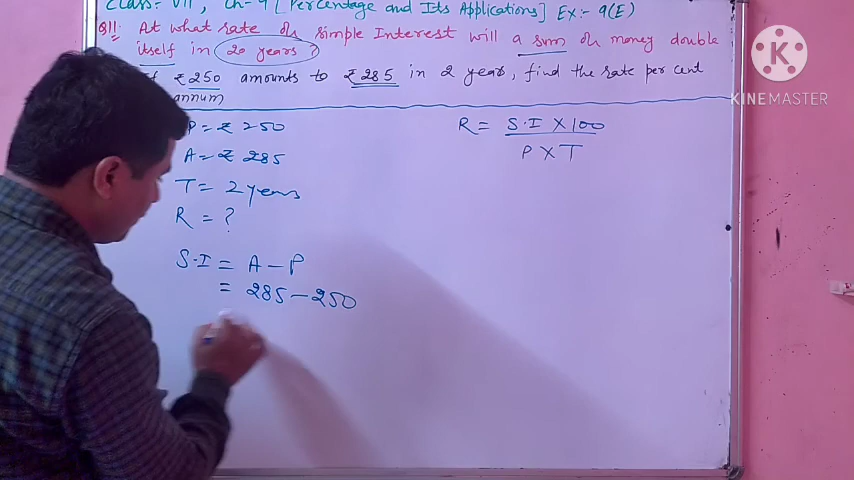 Class:- VII, Ch-9 [Percentage and Its Applications] Ex:- 9(E)
Q11: At what rate of simple Interest will a sum of money double
itself in 20 years?
If ₹250 amounts to ₹285 in 2 years, find the rate per cent
annum
P = ₹ 250
A = ₹ 285
T = 2 years
R = ?
S.I = A - P
= 285 - 250
R = S.I X 100
P X T
K
KINEMASTER